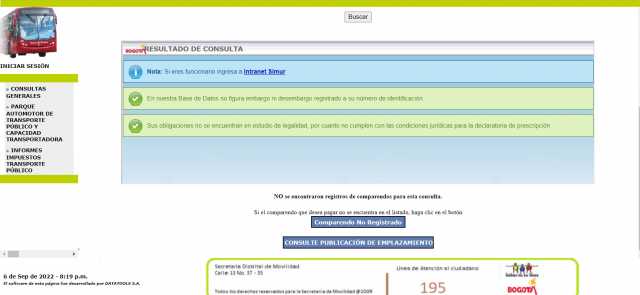 Buscar
INICIAR SESIÓN
» CONSULTAS
GENERALES
» PARQUE
AUTOMOTOR DE
TRANSPORTE
PÚBLICO Y
CAPACIDAD
TRANSPORTADORA
» INFORMES
IMPUESTOS
TRANSPORTE
PÚBLICO
BOGOTÁ RESULTADO DE CONSULTA
Nota: Si eres funcionario ingresa a Intranet Simur
En nuestra Base de Datos no figura embargo ni desembargo registrado a su número de identificación
Sus obligaciones no se encuentran en estudio de legalidad, por cuanto no cumplen con las condiciones jurídicas para la declaratoria de prescripción
NO se encontraron registros de comparendos para esta consulta.
Si el comparendo que desea pagar no se encuentra en el listado, haga clic en el botón
Comparendo No Registrado
CONSULTE PUBLICACIÓN DE EMPLAZAMIENTO
6 de Sep de 2022 - 8:19 p.m.
El software de esta página fue desarrollado por DATATOOLS S.A.
Secretaría Distrital de Movilidad
Calle 13 No. 37 - 35
Todos los derechos reservados para la Secretaría de Movilidad @2009
Línea de Atención al ciudadano
195
BOGOTÁ